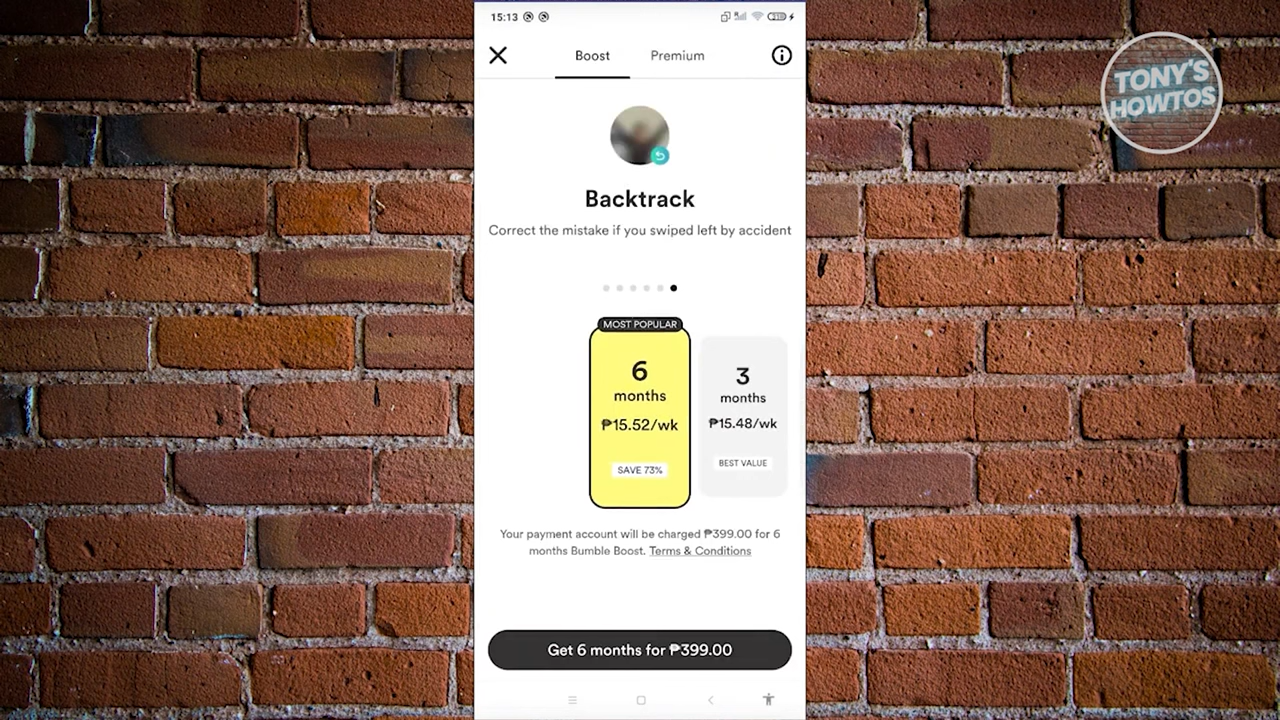 15:13
Boost
Premium
TONY'S
HOWTOS
Backtrack
Correct the mistake if you swiped left by accident
MOST POPULAR
6
months
₱15.52/wk
SAVE 73%
3
months
₱15.48/wk
BEST VALUE
Your payment account will be charged ₱399.00 for 6
months Bumble Boost. Terms & Conditions
Get 6 months for ₱399.00